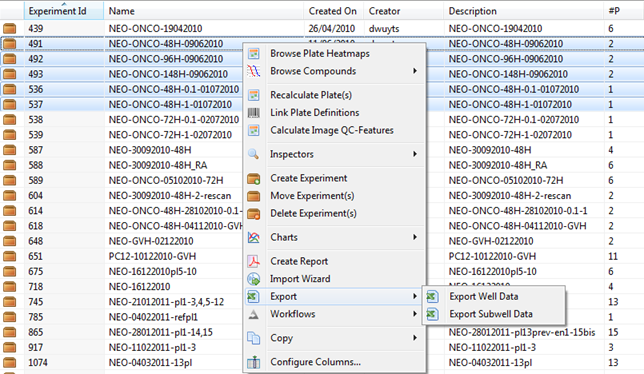 Experiment Id Name Created On Creator Description #P
439 NEO-ONCO-19042010 26/04/2010 dwuyts NEO-ONCO-19042010 6
491 NEO-ONCO-48H-09062010 NEO-ONCO-48H-09062010 2
492 NEO-ONCO-96H-09062010 NEO-ONCO-96H-09062010 2
493 NEO-ONCO-148H-09062010 NEO-ONCO-148H-09062010 2
536 NEO-ONCO-48H-0.1-01072010 NEO-ONCO-48H-0.1-01072010 1
537 NEO-ONCO-48H-1-01072010 NEO-ONCO-48H-1-01072010 1
538 NEO-ONCO-72H-0.1-02072010 NEO-ONCO-72H-0.1-02072010 1
539 NEO-ONCO-72H-1-02072010 NEO-ONCO-72H-1-02072010 1
587 NEO-30092010-48H NEO-30092010-48H 4
588 NEO-30092010-48H_RA NEO-30092010-48H_RA 6
589 NEO-ONCO-05102010-72H NEO-ONCO-05102010-72H 6
604 NEO-ONCO-48H-2-rescan NEO-ONCO-48H-2-rescan 2
614 NEO-ONCO-48H-28102010-0.1- NEO-ONCO-48H-28102010-0.1-1 2
618 NEO-ONCO-48H-04112010-GVH NEO-ONCO-48H-04112010-GVH 2
648 NEO-GVH-02122010 NEO-GVH-02122010 6
651 PC12-10122010-GVH PC12-10122010-GVH 11
675 NEO-16122010pl5-10 NEO-16122010pl5-10 6
718 NEO-16122010 4
745 NEO-21012011-pl1-3,4,5-12 13
785 NEO-04022011-refpl1 1
865 NEO-28012011-pl1-14,15 NEO-28012011-pl13prev-en1-15bis 15
917 NEO-11022011-pl1-3 NEO-11022011-pl1-3 3
1074 NEO-04032011-13pl NEO-04032011-13pl 13
Browse Plate Heatmaps
Browse Compounds
Recalculate Plate(s)
Link Plate Definitions
Calculate Image QC-Features
Inspectors
Create Experiment
Move Experiment(s)
Delete Experiment(s)
Charts
Create Report
Import Wizard
Export
Workflows
Copy
Configure Columns...
Export Well Data
Export Subwell Data